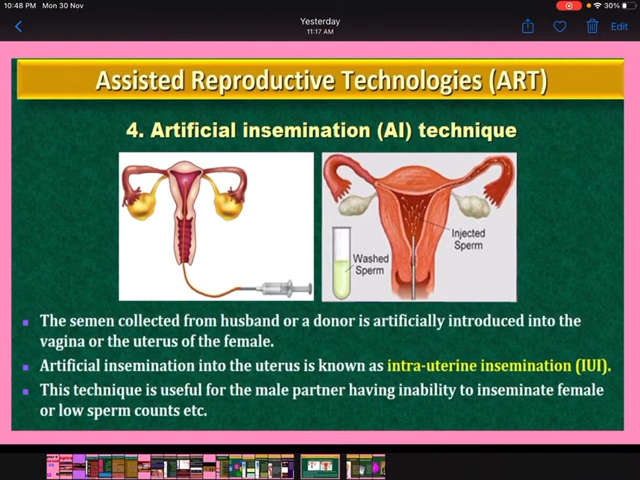 10:48 PM Mon 30 Nov
30%
Yesterday
11:17 AM
Edit
Assisted Reproductive Technologies (ART)
4. Artificial insemination (AI) technique
Injected
Sperm
Washed
Sperm
The semen collected from husband or a donor is artificially introduced into the
vagina or the uterus of the female.
Artificial insemination into the uterus is known as intra-uterine insemination (IUI).
This technique is useful for the male partner having inability to inseminate female
or low sperm counts etc.